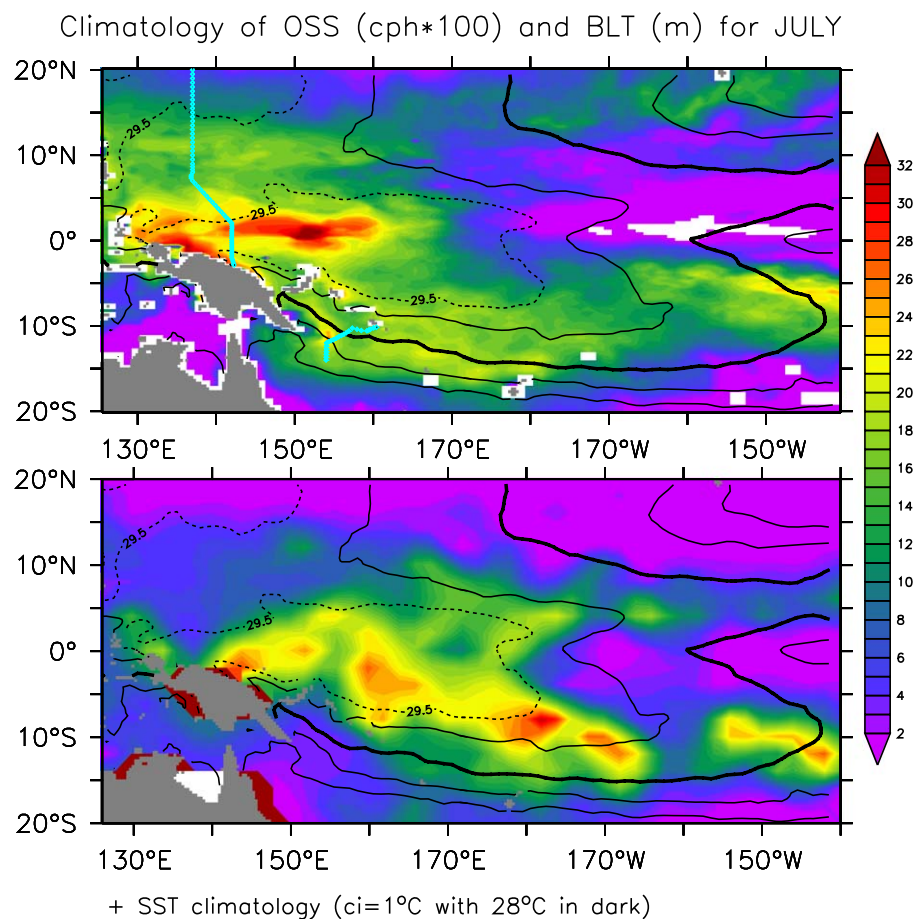 Climatology of OSS (cph*100) and BLT (m) for JULY
20°N
10°N
0°
10°S
20°S
29.5
29.5
29.5
130°E 150°E 170°E 170°W 150°W
20°N
10°N
0°
10°S
20°S
29.5
29.5
29.5
130°E 150°E 170°E 170°W 150°W
32
30
28
26
24
23
22
20
18
16
14
12
10
8
6
4
2
+ SST climatology (ci=1°C with 28°C in dark)